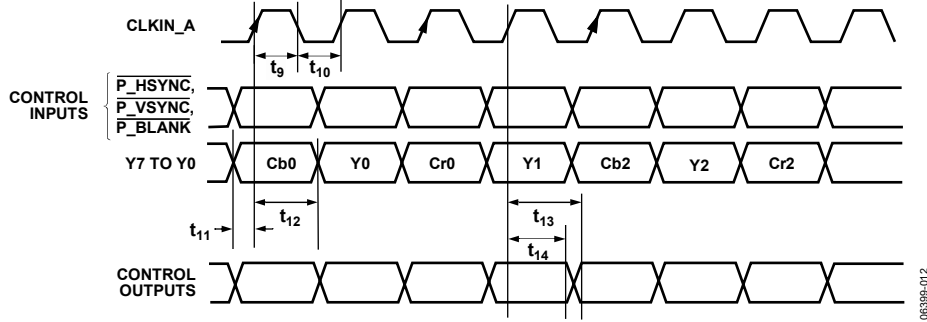 CLKIN_A
t9
t10
CONTROL
INPUTS
P_HSYNC,
P_VSYNC,
P_BLANK
Y7 TO Y0
Cb0
Y0
Cr0
Y1
Cb2
Y2
Cr2
t11
t12
t13
t14
CONTROL
OUTPUTS
06399-012